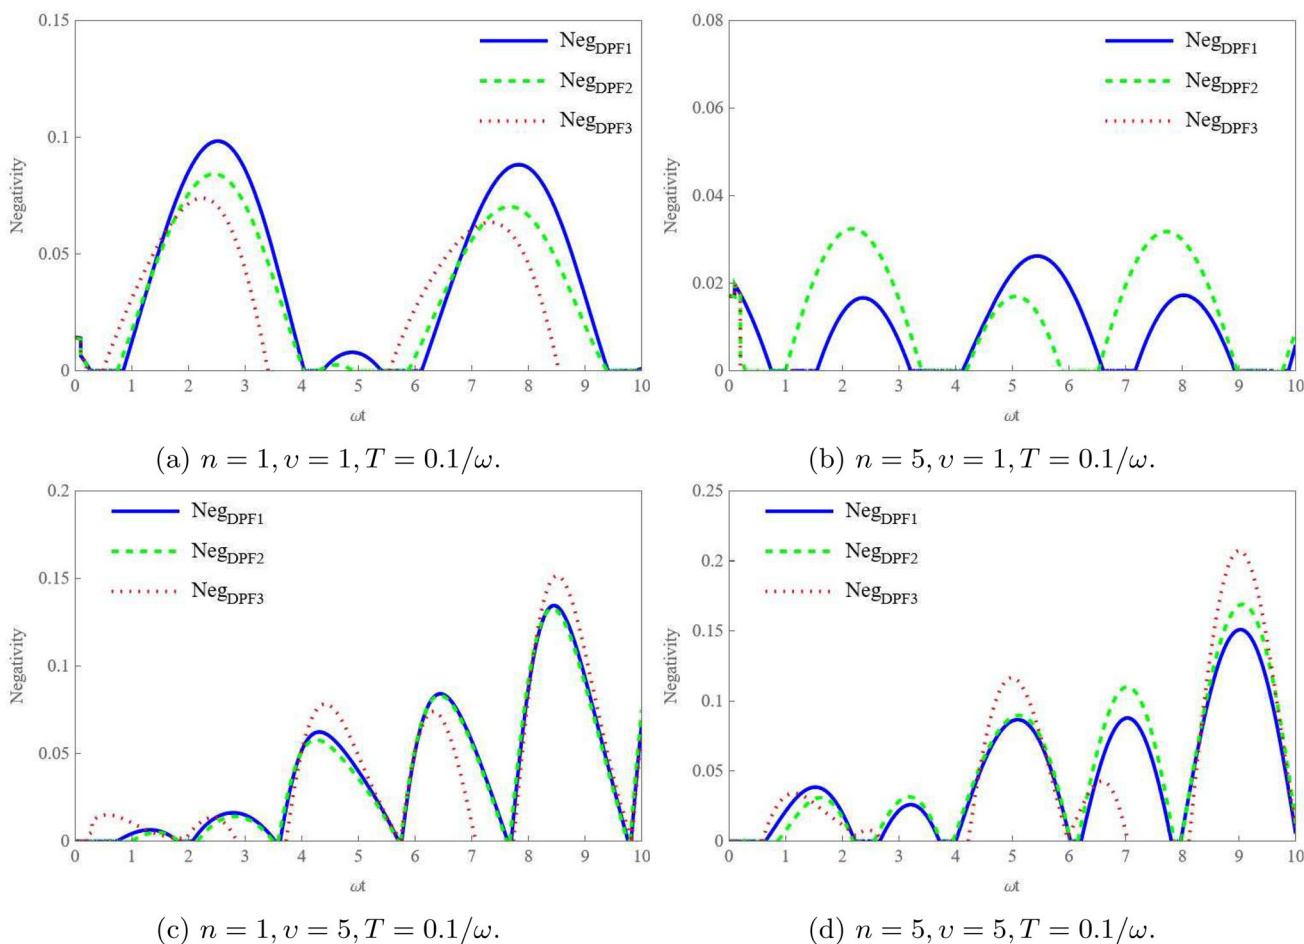 0.15
Neg_DPF1
Neg_DPF2
Neg_DPF3
0.1
Negativity
0.05
0
0 1 2 3 4 5 6 7 8 9 10
ωt
(a) n = 1, υ = 1, T = 0.1/ω.
0.08
Neg_DPF1
Neg_DPF2
Neg_DPF3
0.06
Negativity
0.04
0.02
0
0 1 2 3 4 5 6 7 8 9 10
ωt
(b) n = 5, υ = 1, T = 0.1/ω.
0.2
Neg_DPF1
Neg_DPF2
Neg_DPF3
0.15
Negativity
0.1
0.05
0
0 1 2 3 4 5 6 7 8 9 10
ωt
(c) n = 1, υ = 5, T = 0.1/ω.
0.25
Neg_DPF1
Neg_DPF2
Neg_DPF3
0.2
0.15
Negativity
0.1
0.05
0
0 1 2 3 4 5 6 7 8 9 10
ωt
(d) n = 5, υ = 5, T = 0.1/ω.